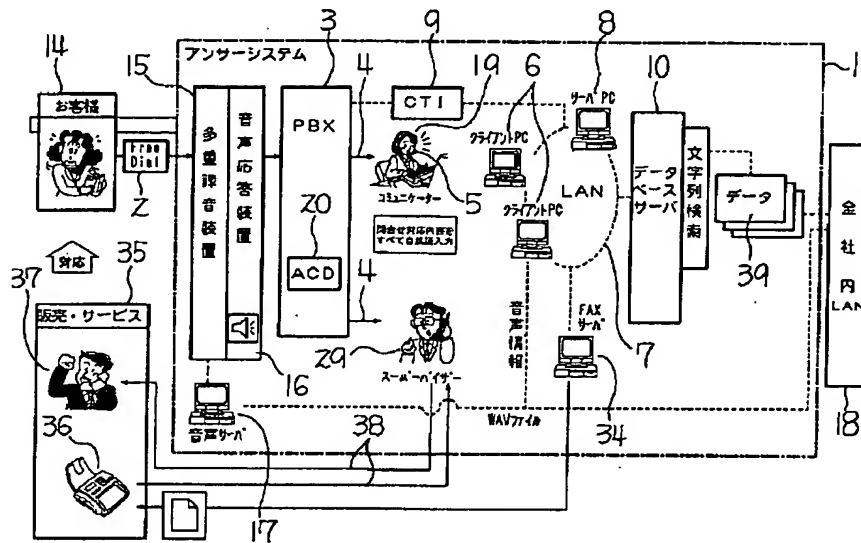 3
9
8
14
15
アンサーシステム
4
19
6
10
1
お客様
Free
Dial
2
多重録音装置
音声応答装置
PBX
CTI
サーバPC
クライアントPC
コミュニケーター
5
LAN
データベースサーバ
文字列検索
データ
39
全社内LAN
クライアントPC
問合せ対応内容を
すべて自然語入力
20
ACD
4
対応
35
37
販売・サービス
29
音声情報
FAX
サーバ
7
16
スーパーバイザー
34
18
36
音声サーバ
WAVファイル
38
17